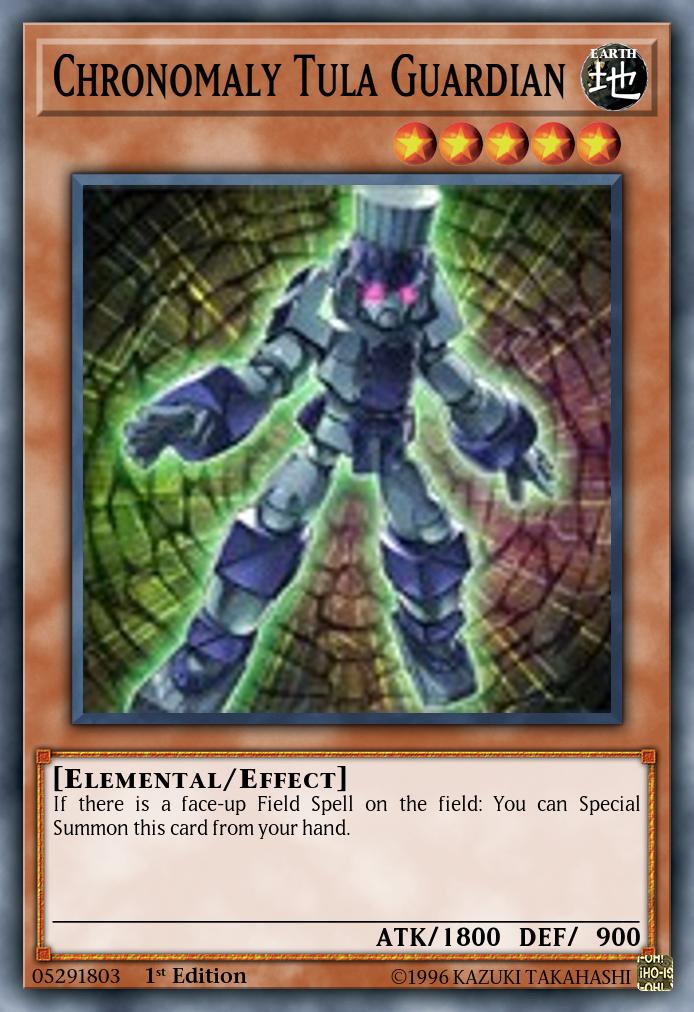 CHRONOMALY TULA GUARDIAN
EARTH
地
[ELEMENTAL/EFFECT]
If there is a face-up Field Spell on the field: You can Special
Summon this card from your hand.
ATK/1800 DEF/ 900
05291803 1st Edition ©1996 KAZUKI TAKAHASHI